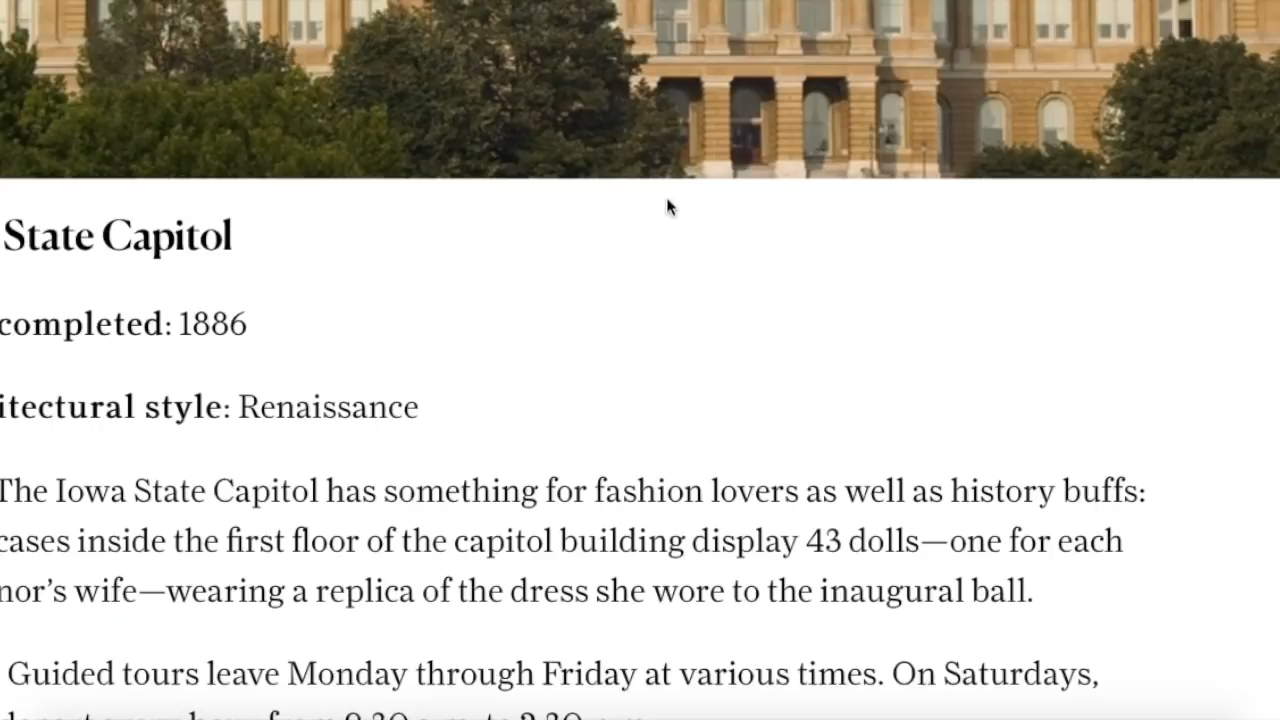 State Capitol
completed: 1886
itectural style: Renaissance
The Iowa State Capitol has something for fashion lovers as well as history buffs:
cases inside the first floor of the capitol building display 43 dolls—one for each
nor’s wife—wearing a replica of the dress she wore to the inaugural ball.
Guided tours leave Monday through Friday at various times. On Saturdays,